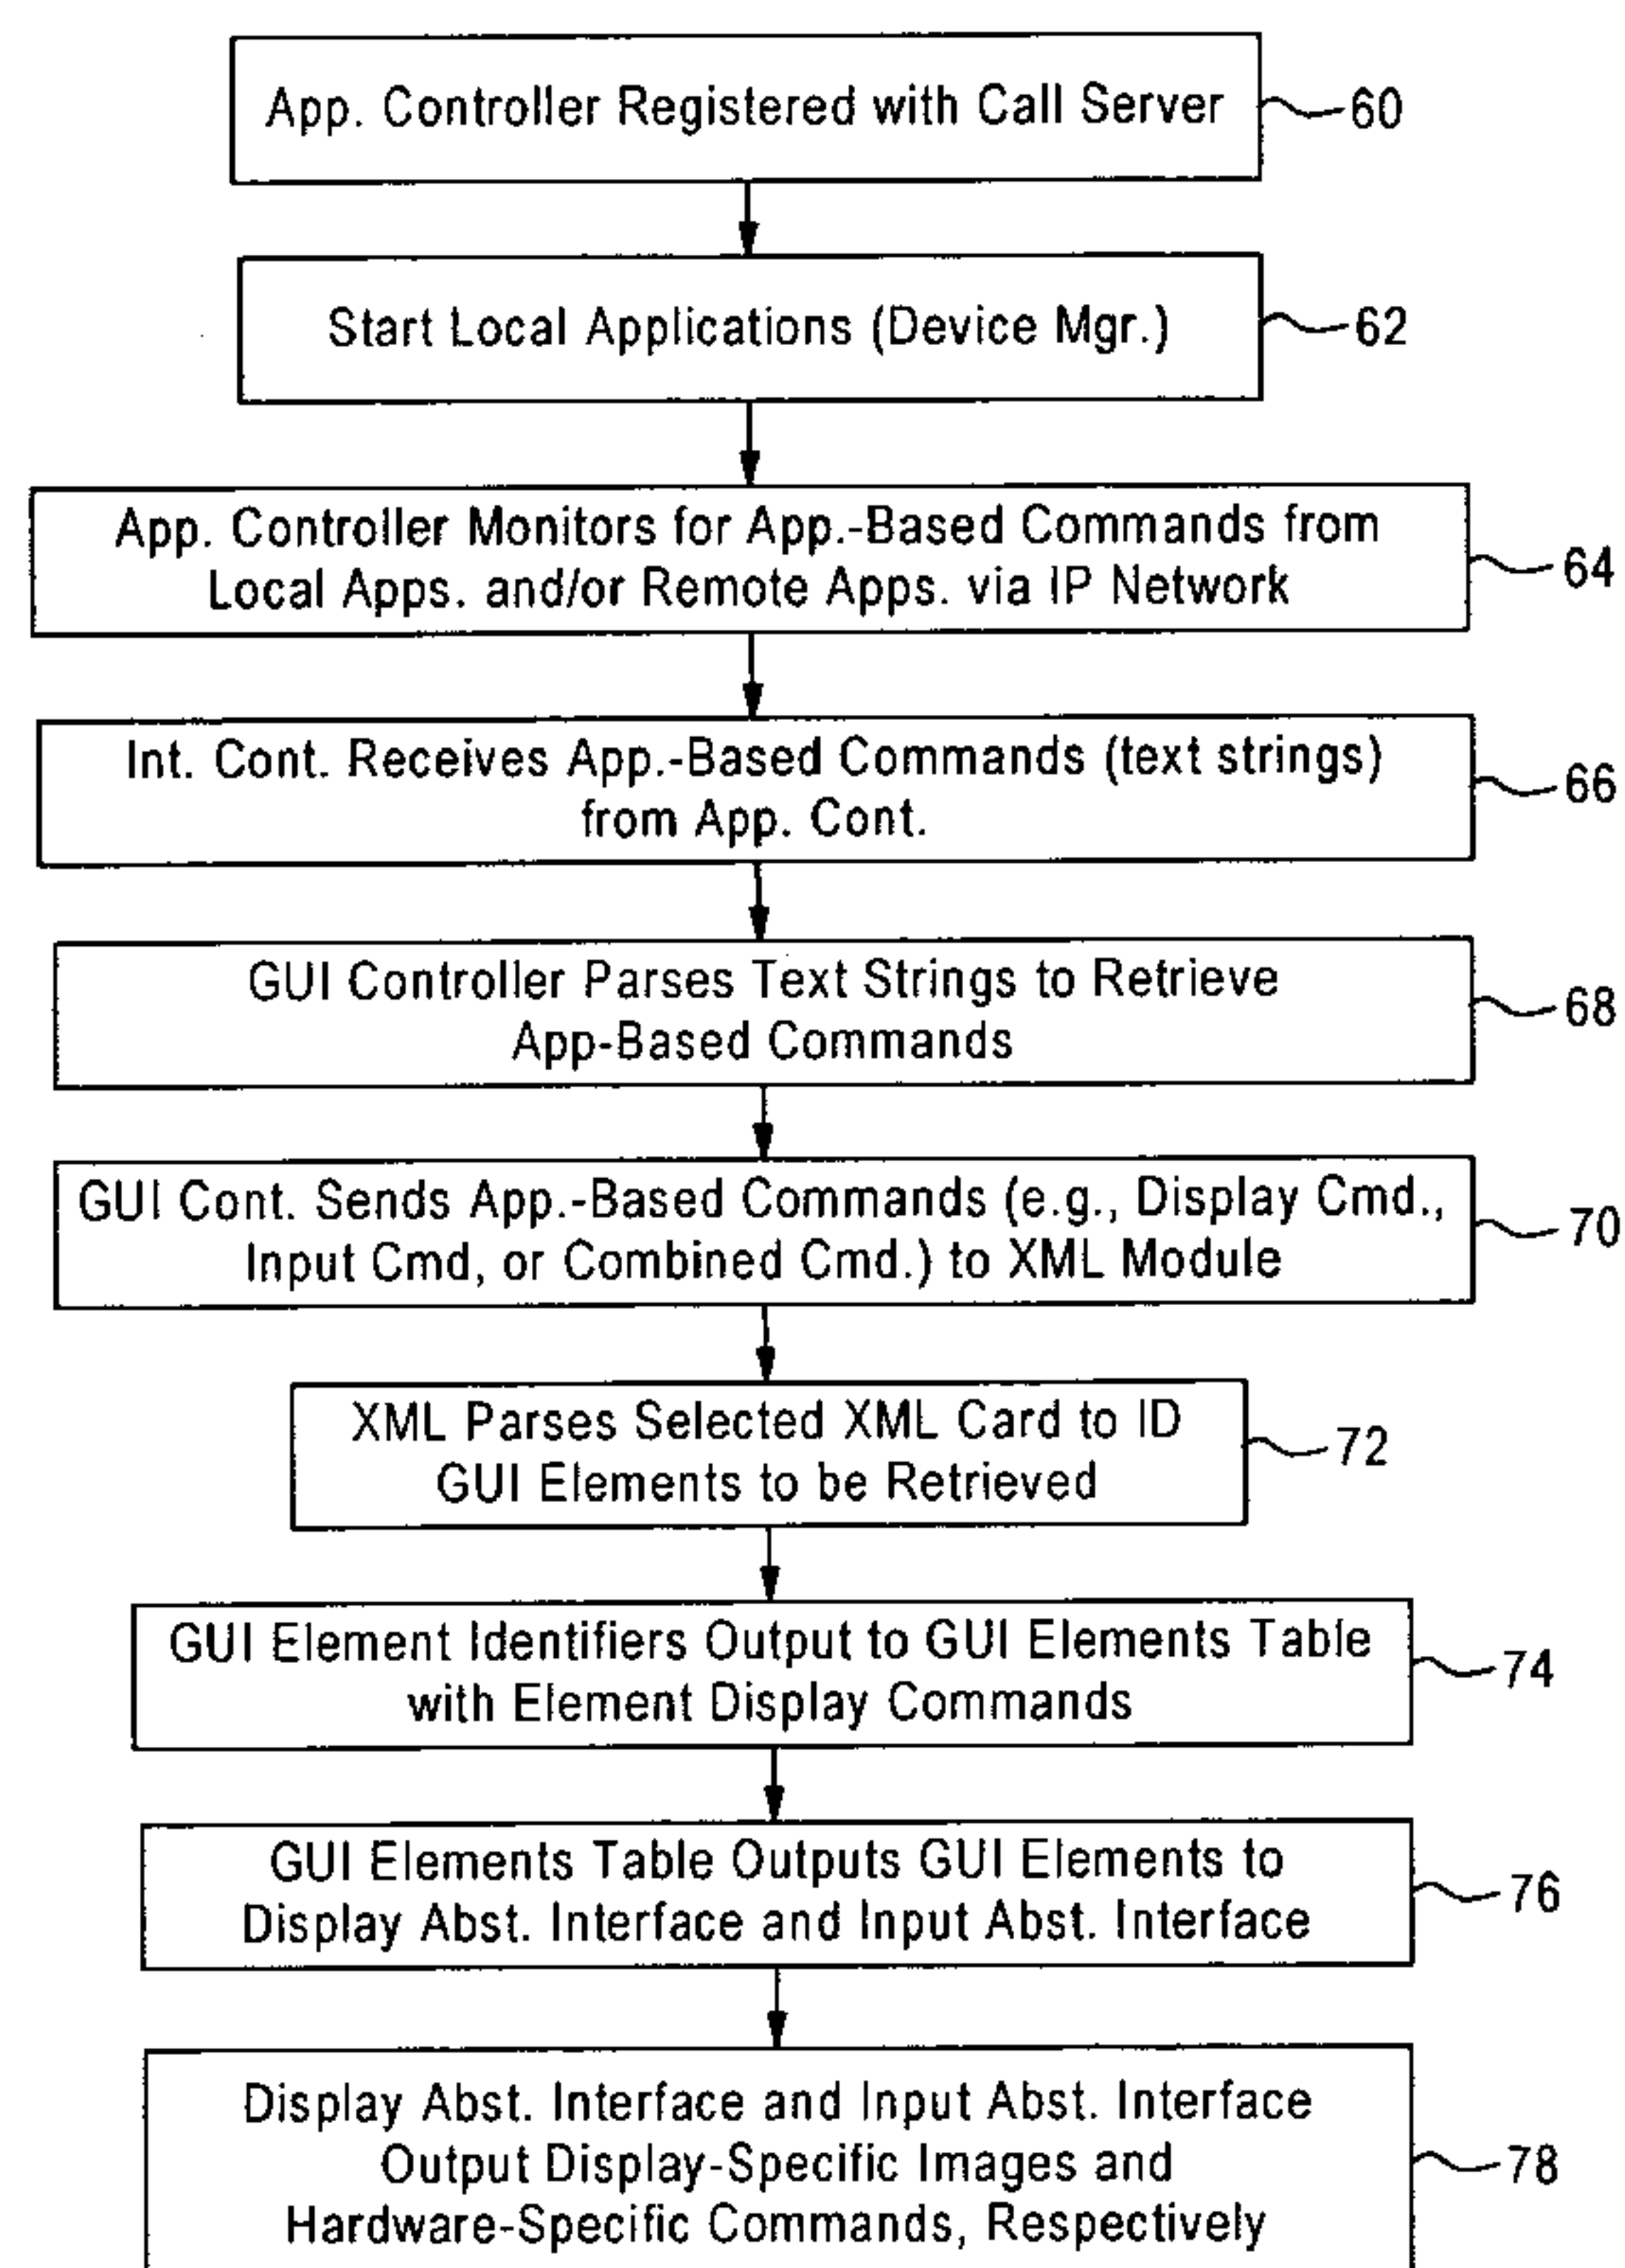 App. Controller Registered with Call Server
60
Start Local Applications (Device Mgr.)
62
App. Controller Monitors for App.-Based Commands from
Local Apps. and/or Remote Apps. via IP Network
64
Int. Cont. Receives App.-Based Commands (text strings)
from App. Cont.
66
GUI Controller Parses Text Strings to Retrieve
App-Based Commands
68
GUI Cont. Sends App.-Based Commands (e.g., Display Cmd.,
Input Cmd, or Combined Cmd.) to XML Module
70
XML Parses Selected XML Card to ID
GUI Elements to be Retrieved
72
GUI Element Identifiers Output to GUI Elements Table
with Element Display Commands
74
GUI Elements Table Outputs GUI Elements to
Display Abst. Interface and Input Abst. Interface
76
Display Abst. Interface and Input Abst. Interface
Output Display-Specific Images and
Hardware-Specific Commands, Respectively
78